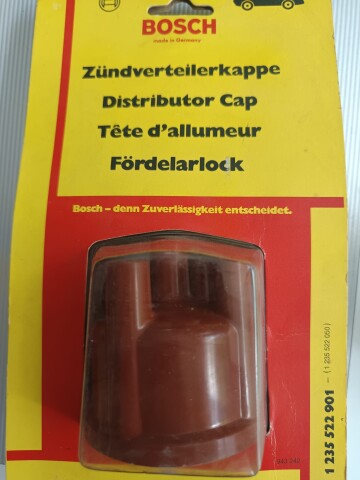 BOSCH
made in Germany
Zündverteilerkappe
Distributor Cap
Tête d'allumeur
Fördelarlock
Bosch – denn Zuverlässigkeit entscheidet.
1 235 522 901 – (1 235 522 050)